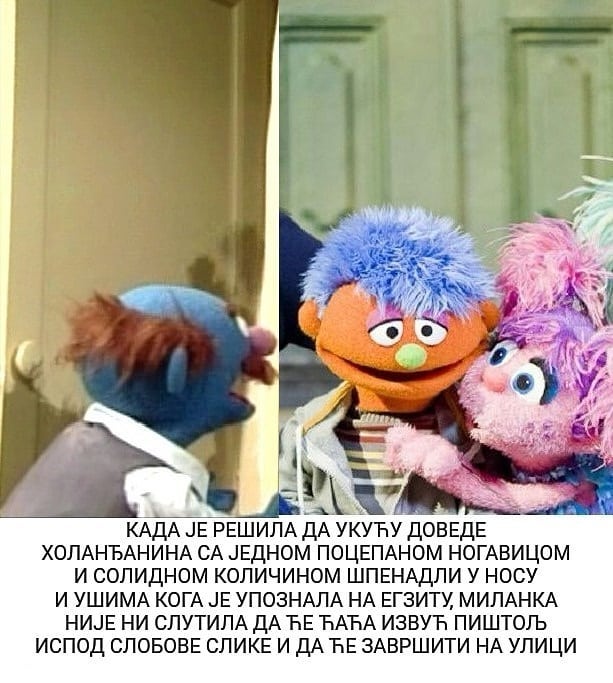 КАДА ЈЕ РЕШИЛА ДА УКУЋУ ДОВЕДЕ
ХОЛАНЂАНИНА СА ЈЕДНОМ ПОЦЕПАНОМ НОГАВИЦОМ
И СОЛИДНОМ КОЛИЧИНОМ ШПЕНАДЛИ У НОСУ
И УШИМА КОГА ЈЕ УПОЗНАЛА НА ЕГЗИТУ, МИЛАНКА
НИЈЕ НИ СЛУТИЛА ДА ЋЕ ЋАЋА ИЗВУЋ ПИШТОЉ
ИСПОД СЛОБОВЕ СЛИКЕ И ДА ЋЕ ЗАВРШИТИ НА УЛИЦИ